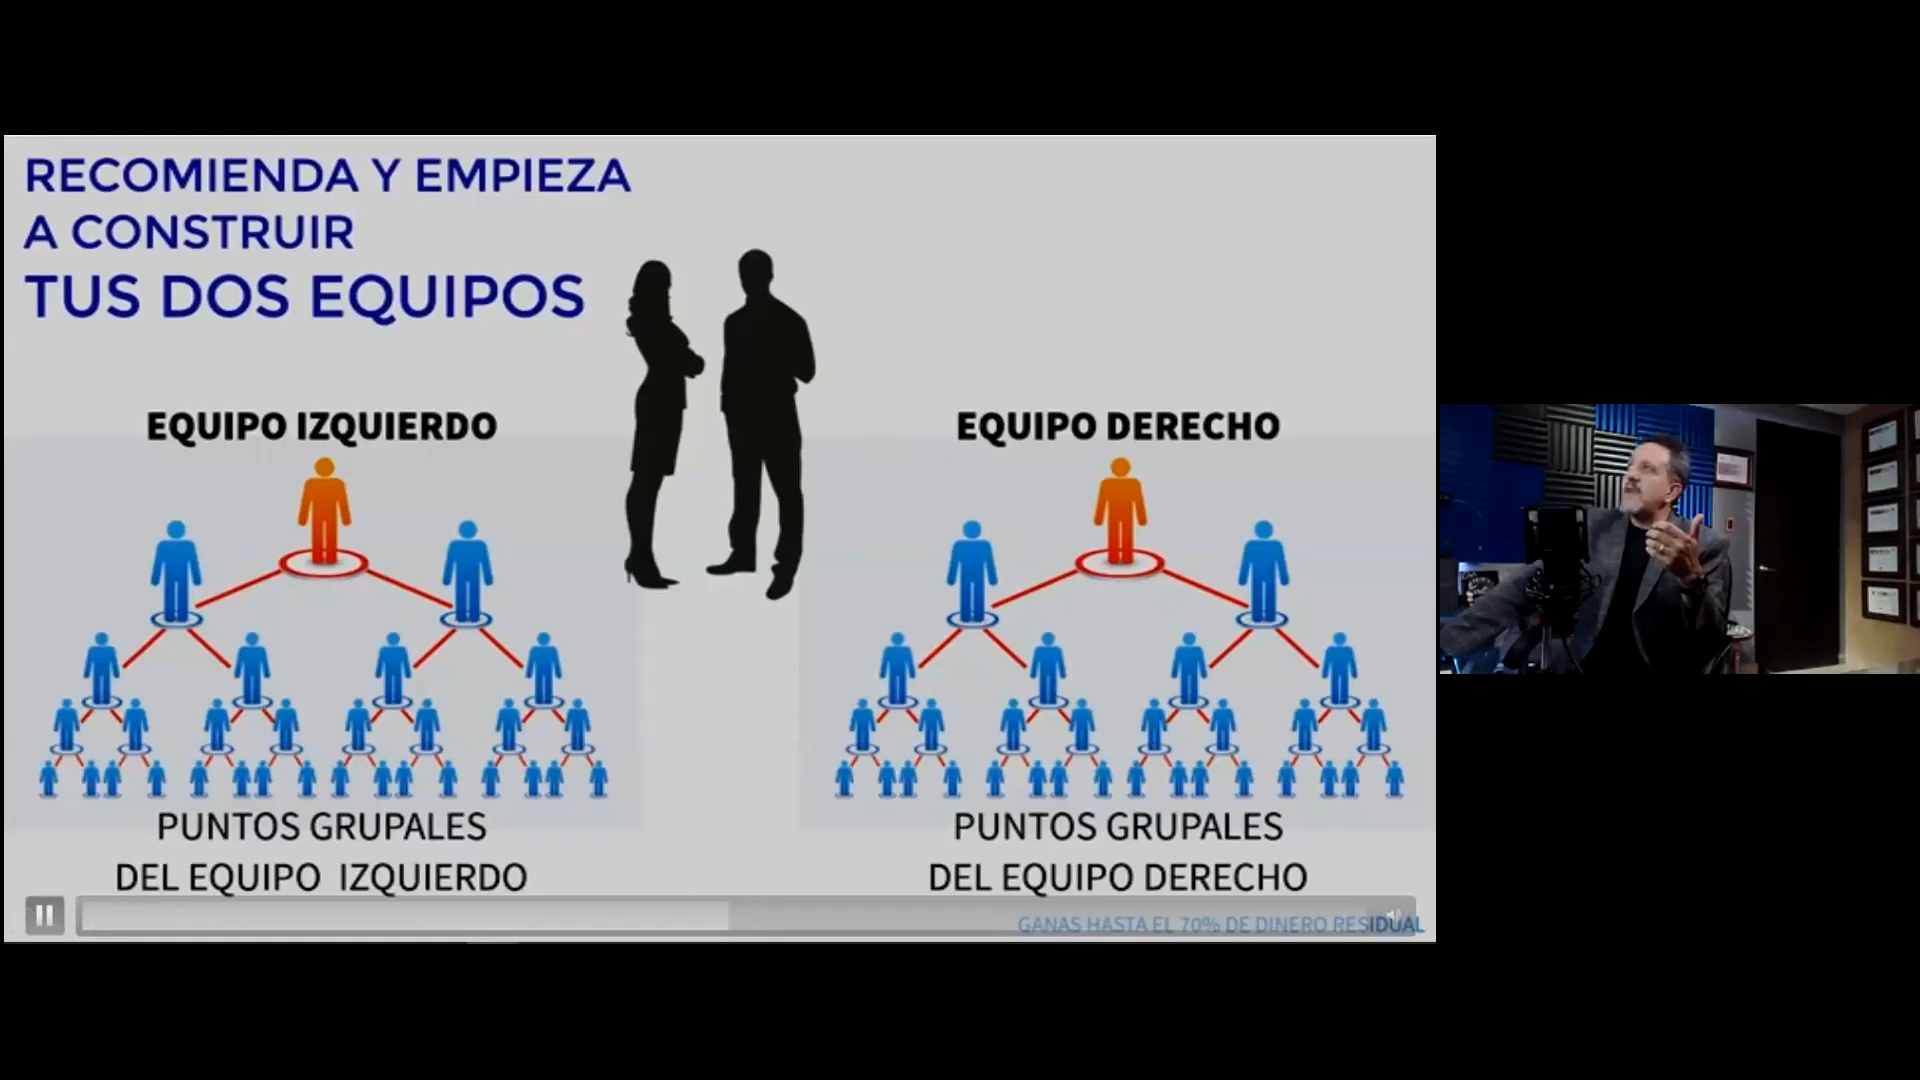 RECOMIENDA Y EMPIEZA
A CONSTRUIR
TUS DOS EQUIPOS
EQUIPO IZQUIERDO
EQUIPO DERECHO
PUNTOS GRUPALES
DEL EQUIPO IZQUIERDO
PUNTOS GRUPALES
DEL EQUIPO DERECHO
GANAS HASTA EL 70% DE DINERO RESIDUAL